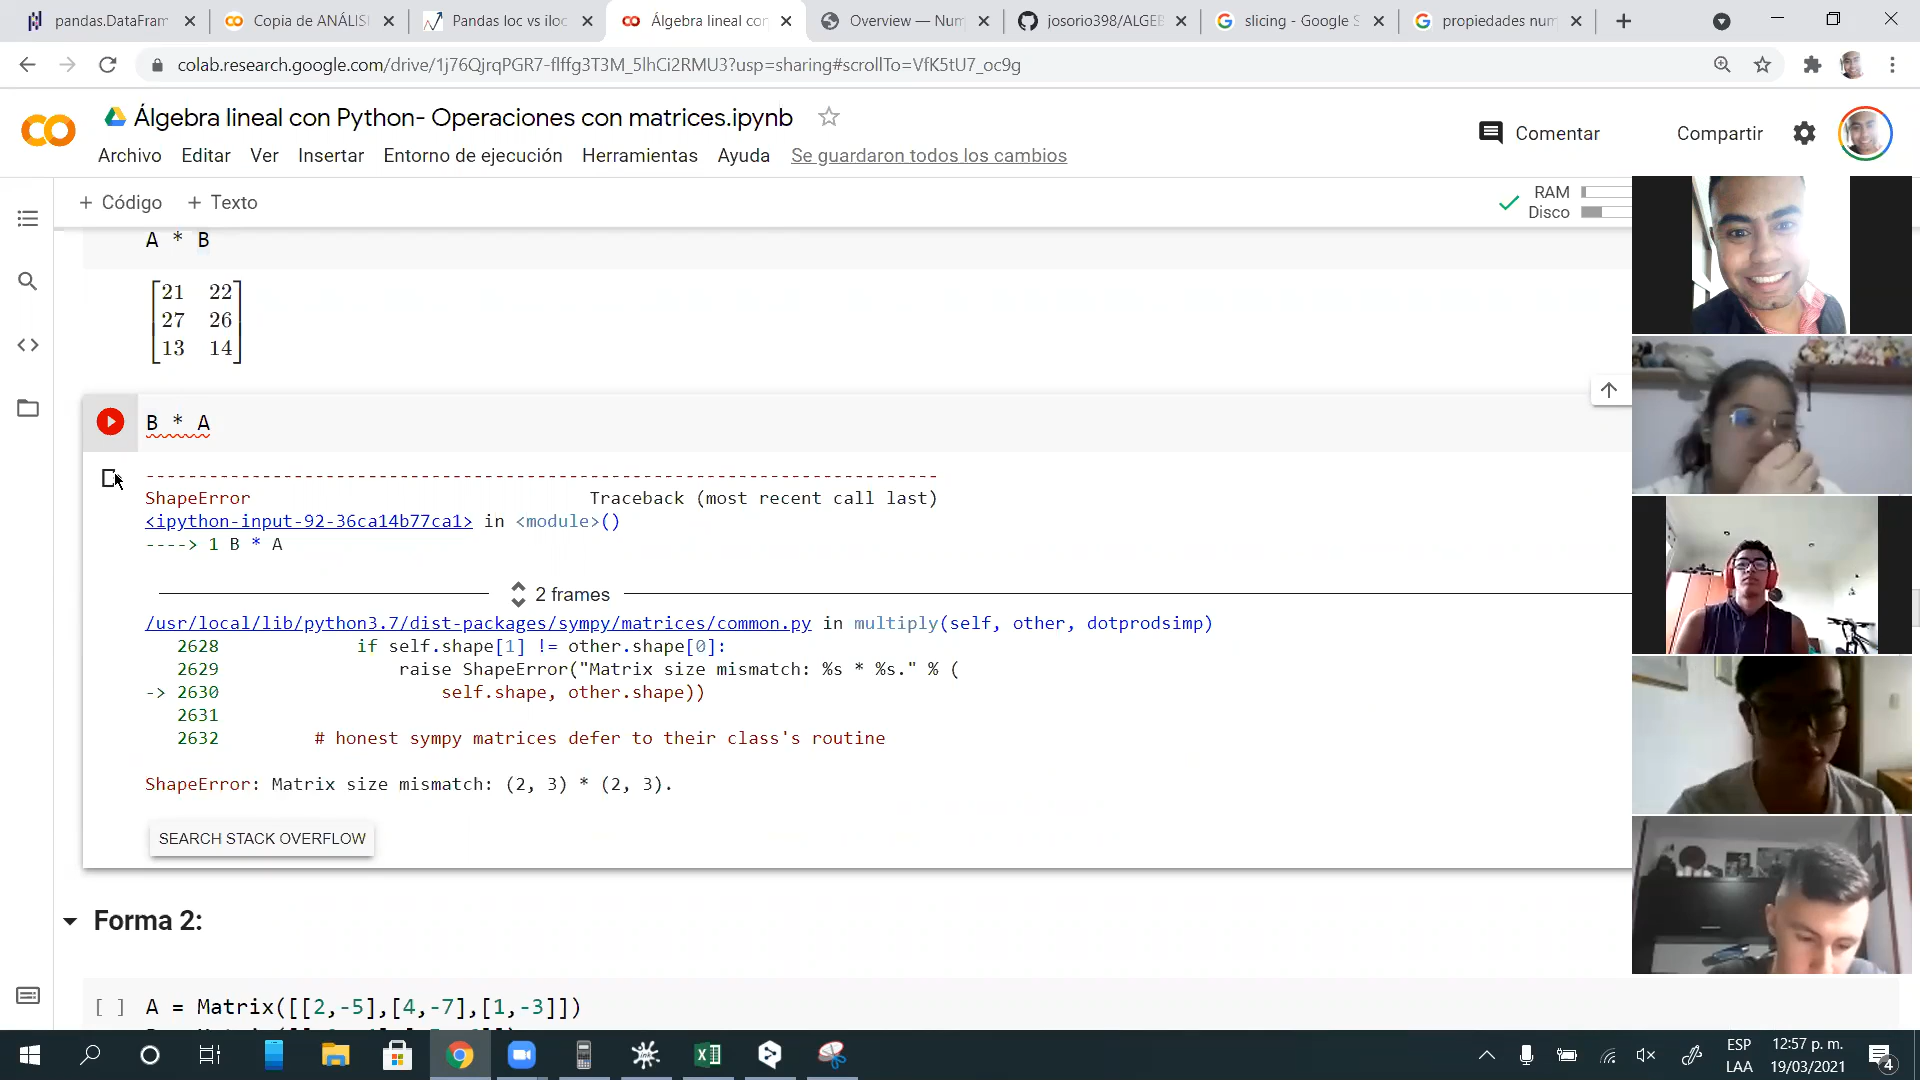 pandas.DataFram
Copia de ANÁLISI
Pandas loc vs iloc
Álgebra lineal con
Overview — Num
josorio398/ALGEB
slicing - Google S
propiedades num
colab.research.google.com/drive/1j76QjrqPGR7-flffg3T3M_5lhCi2RMU3?usp=sharing#scrollTo=VfK5tU7_oc9g
Álgebra lineal con Python- Operaciones con matrices.ipynb
Comentar
Compartir
Archivo Editar Ver Insertar Entorno de ejecución Herramientas Ayuda Se guardaron todos los cambios
+ Código + Texto
RAM
Disco
A * B
21 22
27 26
13 14
B * A
---------------------------------------------------------------------------
ShapeError Traceback (most recent call last)
<ipython-input-92-36ca14b77ca1> in <module>()
----> 1 B * A
2 frames
/usr/local/lib/python3.7/dist-packages/sympy/matrices/common.py in multiply(self, other, dotprodsimp)
2628 if self.shape[1] != other.shape[0]:
2629 raise ShapeError("Matrix size mismatch: %s * %s." % (
-> 2630 self.shape, other.shape))
2631
2632 # honest sympy matrices defer to their class's routine
ShapeError: Matrix size mismatch: (2, 3) * (2, 3).
SEARCH STACK OVERFLOW
Forma 2:
[ ] A = Matrix([[2,-5],[4,-7],[1,-3]])
ESP
LAA
12:57 p. m.
19/03/2021
4